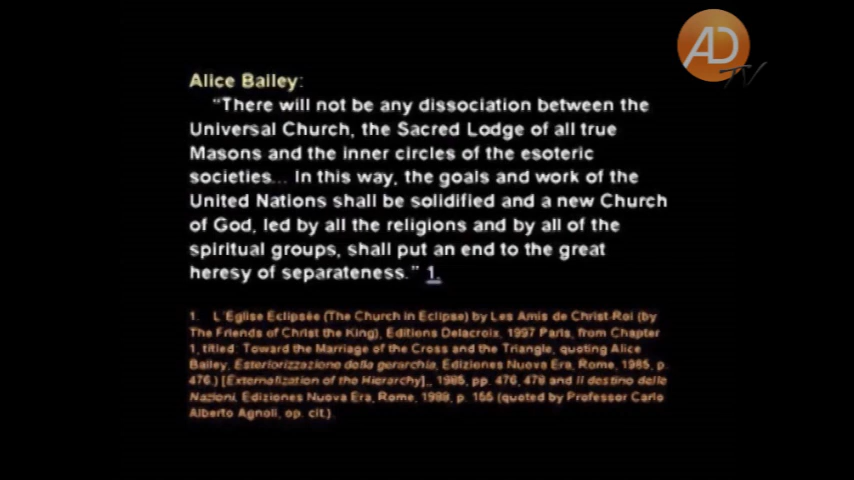 AD
TV
Alice Bailey:
"There will not be any dissociation between the
Universal Church, the Sacred Lodge of all true
Masons and the inner circles of the esoteric
societies... In this way, the goals and work of the
United Nations shall be solidified and a new Church
of God, led by all the religions and by all of the
spiritual groups, shall put an end to the great
heresy of separateness." 1.
1. L'Eglise Eclipsée (The Church in Eclipse) by Les Amis de Christ-Roi (by
The Friends of Christ the King), Editions Delacroix, 1997 Paris, from Chapter
1, titled: Toward the Marriage of the Cross and the Triangle, quoting Alice
Bailey, Esteriorizzazione della gerarchia, Ediziones Nuova Era, Rome, 1985, p.
476.) [Externalization of the Hierarchy]., 1985, pp. 476, 478 and Il destino delle
Nazioni, Ediziones Nuova Era, Rome, 1988, p. 155 (quoted by Professor Carlo
Alberto Agnoli, op. cit.).